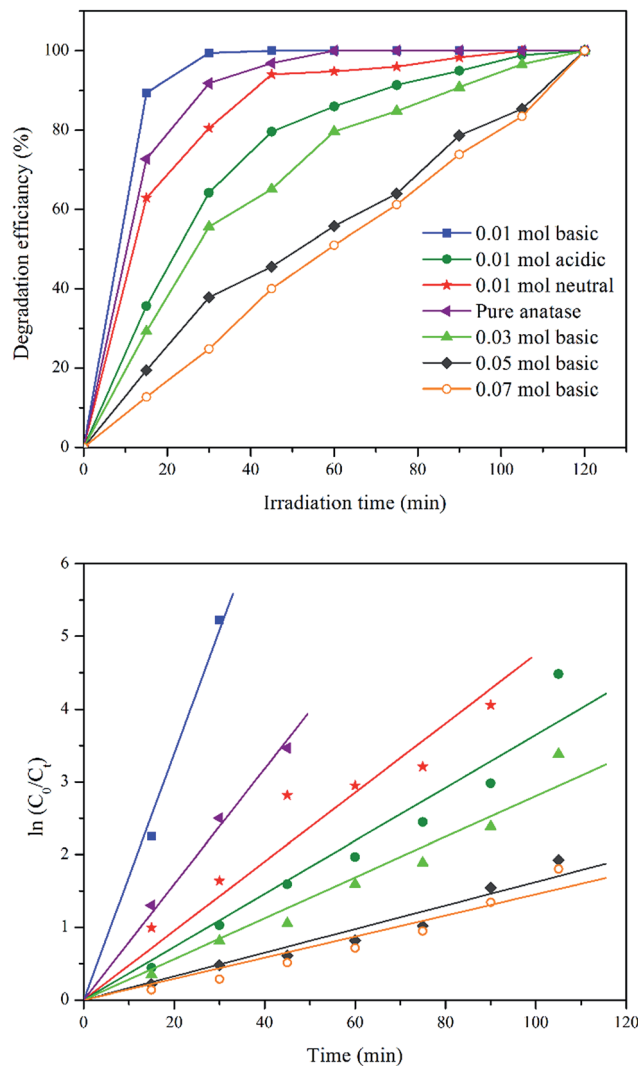 100
80
60
40
20
0
Degradation efficiancy (%)
0.01 mol basic
0.01 mol acidic
0.01 mol neutral
Pure anatase
0.03 mol basic
0.05 mol basic
0.07 mol basic
0 20 40 60 80 100 120
Irradiation time (min)
6
5
4
3
2
1
0
ln (C₀/Cₜ)
0 20 40 60 80 100 120
Time (min)